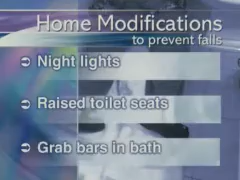 Home Modifications
to prevent falls
Night lights
Raised toilet seats
Grab bars in bath